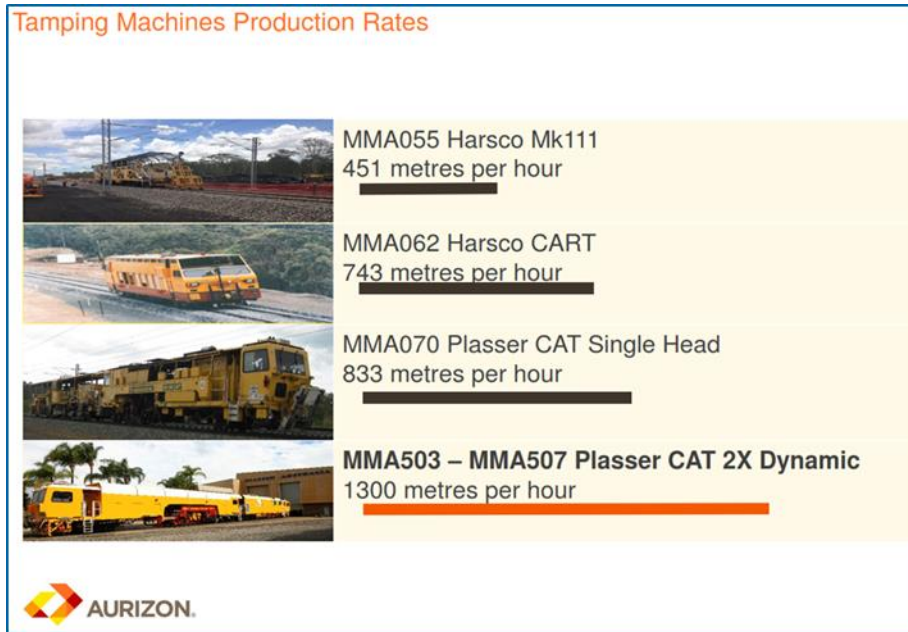 Tamping Machines Production Rates
MMA055 Harsco Mk111
451 metres per hour
MMA062 Harsco CART
743 metres per hour
MMA070 Plasser CAT Single Head
833 metres per hour
MMA503 – MMA507 Plasser CAT 2X Dynamic
1300 metres per hour
AURIZON.